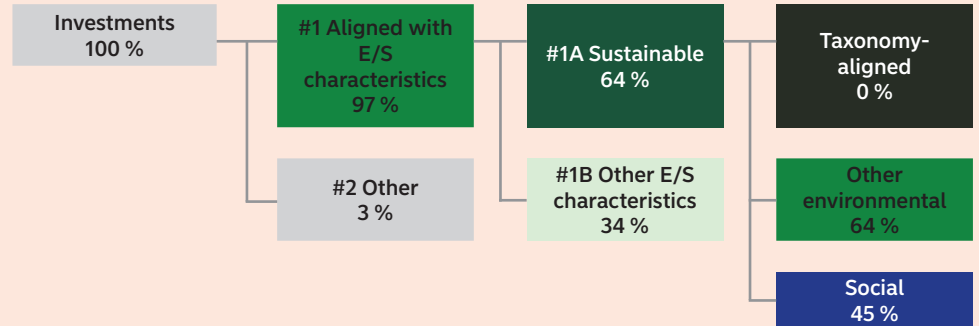 Investments
100 %
#1 Aligned with
E/S
characteristics
97 %
#2 Other
3 %
#1A Sustainable
64 %
#1B Other E/S
characteristics
34 %
Taxonomy-
aligned
0 %
Other
environmental
64 %
Social
45 %